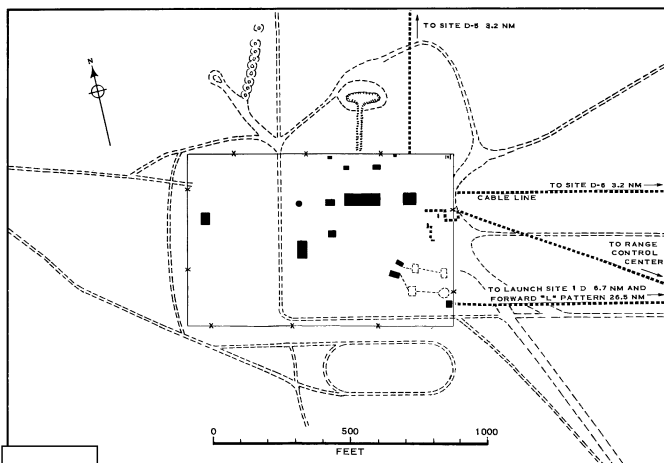 TO SITE D-5 3.2 NM
N
TO SITE D-6 3.2 NM
CABLE LINE
TO RANGE
CONTROL
CENTER
TO LAUNCH SITE 1 D 6.7 NM AND
FORWARD "L" PATTERN 26.5 NM
0 500 1000
FEET